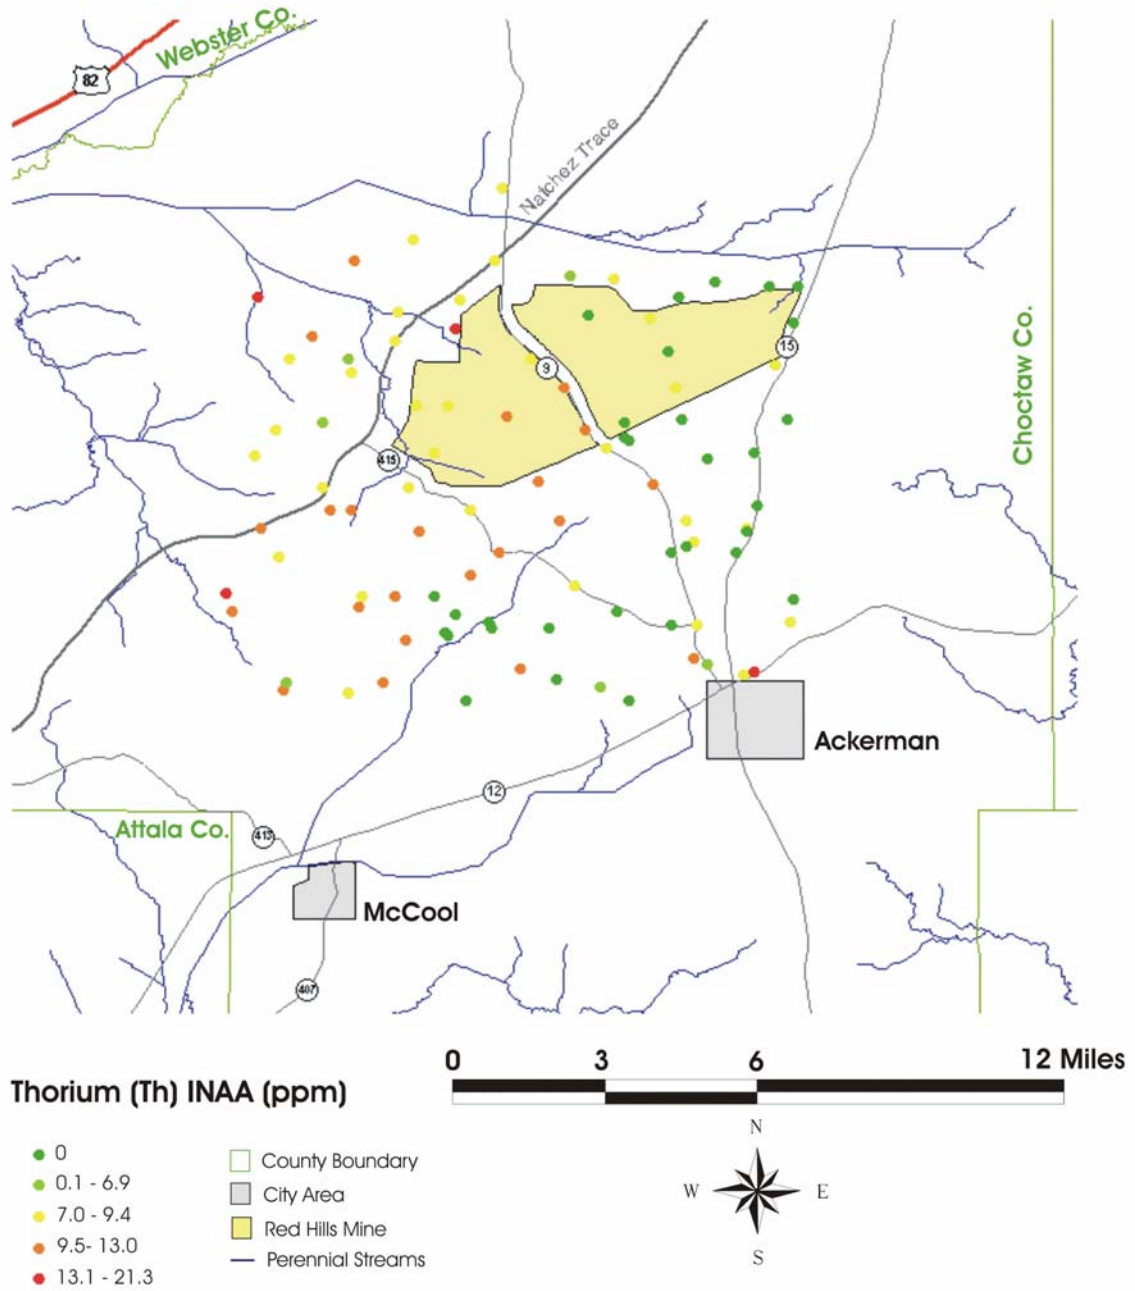 Webster Co.
82
Natchez Trace
9
15
Choctaw Co.
415
Ackerman
12
Attala Co.
413
McCool
407
0 3 6 12 Miles
Thorium (Th) INAA (ppm)
0
0.1 - 6.9
7.0 - 9.4
9.5- 13.0
13.1 - 21.3
County Boundary
City Area
Red Hills Mine
Perennial Streams
N
W E
S